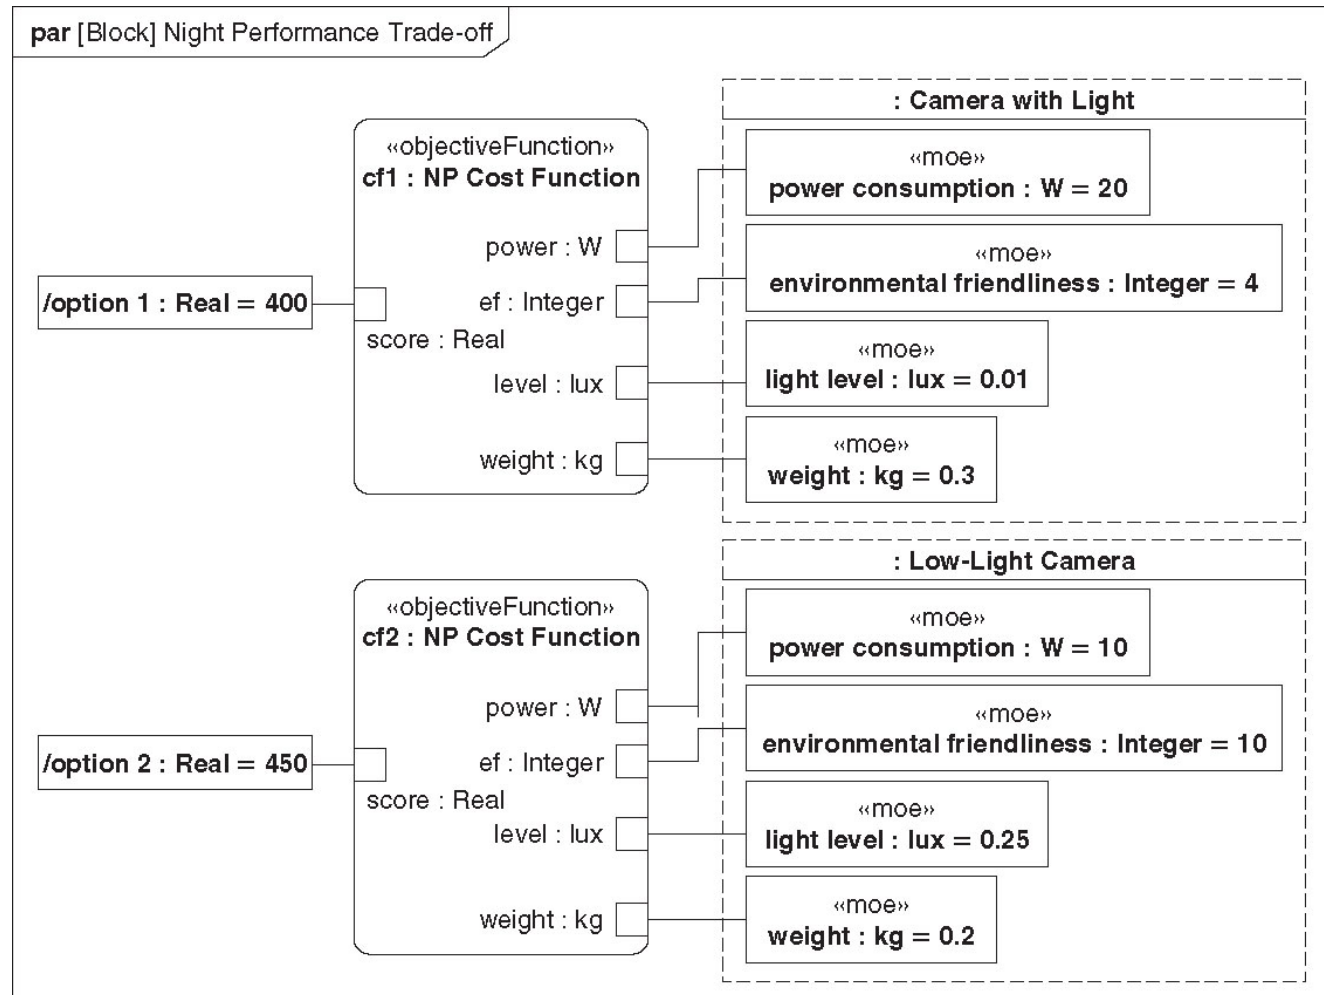 par [Block] Night Performance Trade-off
: Camera with Light
«objectiveFunction»
cf1 : NP Cost Function
«moe»
power consumption : W = 20
power : W
«moe»
environmental friendliness : Integer = 4
/option 1 : Real = 400
ef : Integer
score : Real
«moe»
light level : lux = 0.01
level : lux
«moe»
weight : kg = 0.3
weight : kg
: Low-Light Camera
«objectiveFunction»
cf2 : NP Cost Function
«moe»
power consumption : W = 10
power : W
«moe»
environmental friendliness : Integer = 10
/option 2 : Real = 450
ef : Integer
score : Real
«moe»
light level : lux = 0.25
level : lux
«moe»
weight : kg = 0.2
weight : kg